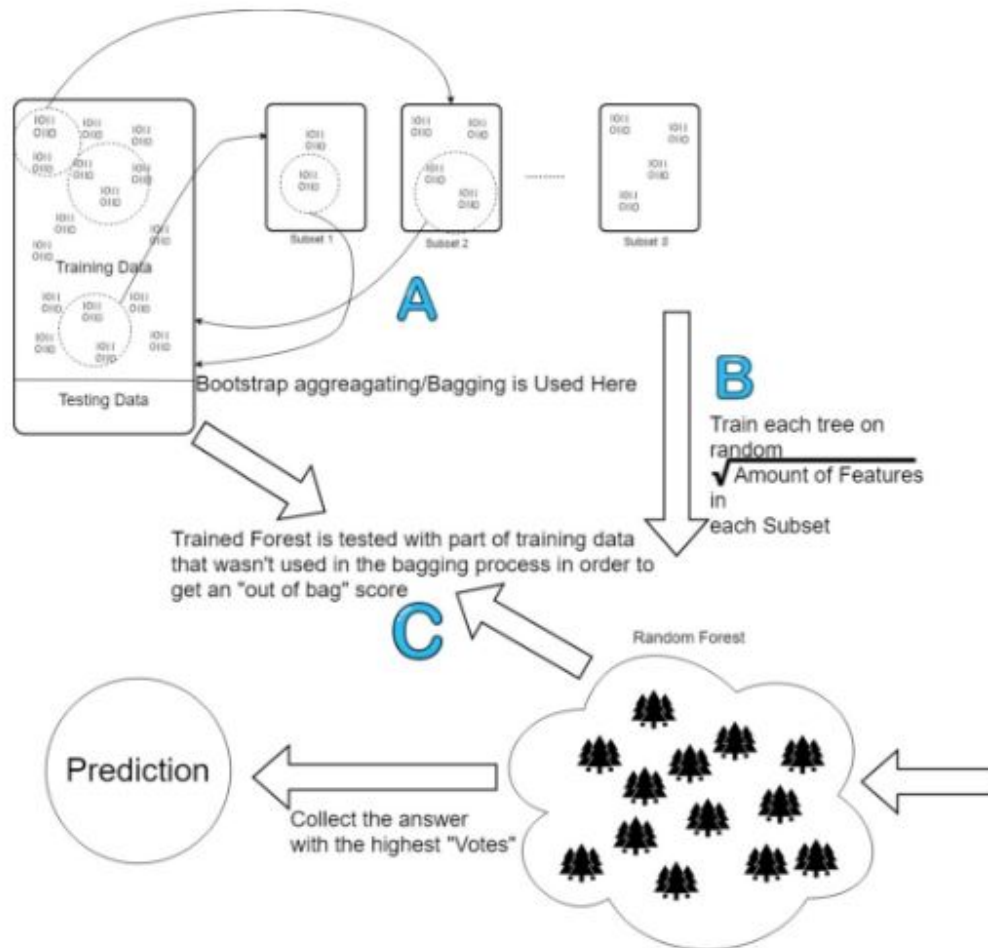 IOII
OIIO
Subset 1
Subset 2
........
Training Data
A
B
Bootstrap aggreagating/Bagging is Used Here
Testing Data
Train each tree on
random
√Amount of Features
in
each Subset
Trained Forest is tested with part of training data
that wasn't used in the bagging process in order to
get an "out of bag" score
C
Random Forest
Prediction
Collect the answer
with the highest "Votes"